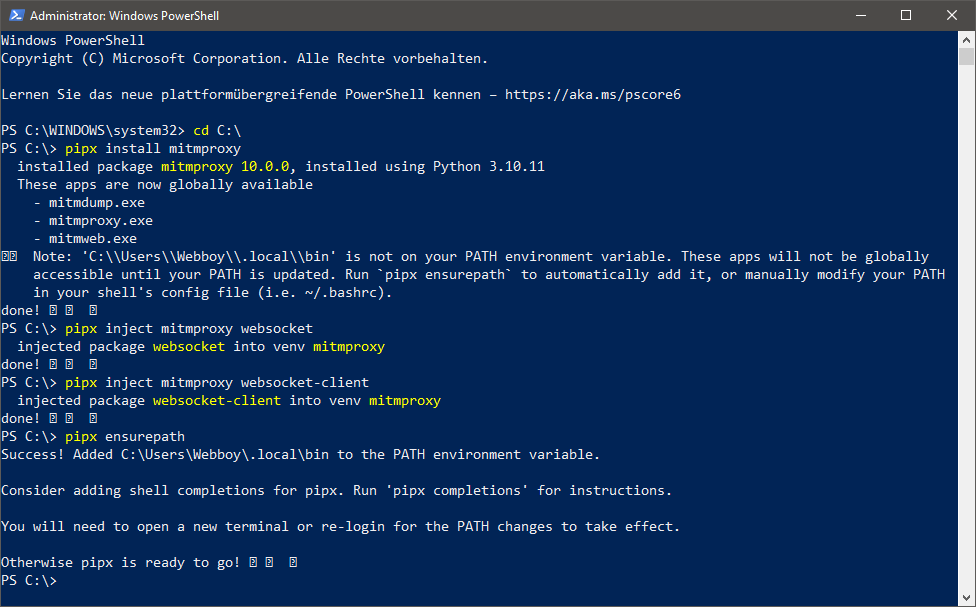 Administrator: Windows PowerShell
Windows PowerShell
Copyright (C) Microsoft Corporation. Alle Rechte vorbehalten.
Lernen Sie das neue plattformübergreifende PowerShell kennen – https://aka.ms/pscore6
PS C:\WINDOWS\system32> cd C:\
PS C:\> pipx install mitmproxy
  installed package mitmproxy 10.0.0, installed using Python 3.10.11
  These apps are now globally available
    - mitmdump.exe
    - mitmproxy.exe
    - mitmweb.exe
Note: 'C:\\Users\\Webboy\\.local\\bin' is not on your PATH environment variable. These apps will not be globally
    accessible until your PATH is updated. Run `pipx ensurepath` to automatically add it, or manually modify your PATH
    in your shell's config file (i.e. ~/.bashrc).
done!
PS C:\> pipx inject mitmproxy websocket
  injected package websocket into venv mitmproxy
done!
PS C:\> pipx inject mitmproxy websocket-client
  injected package websocket-client into venv mitmproxy
done!
PS C:\> pipx ensurepath
Success! Added C:\Users\Webboy\.local\bin to the PATH environment variable.
Consider adding shell completions for pipx. Run 'pipx completions' for instructions.
You will need to open a new terminal or re-login for the PATH changes to take effect.
Otherwise pipx is ready to go!
PS C:\>